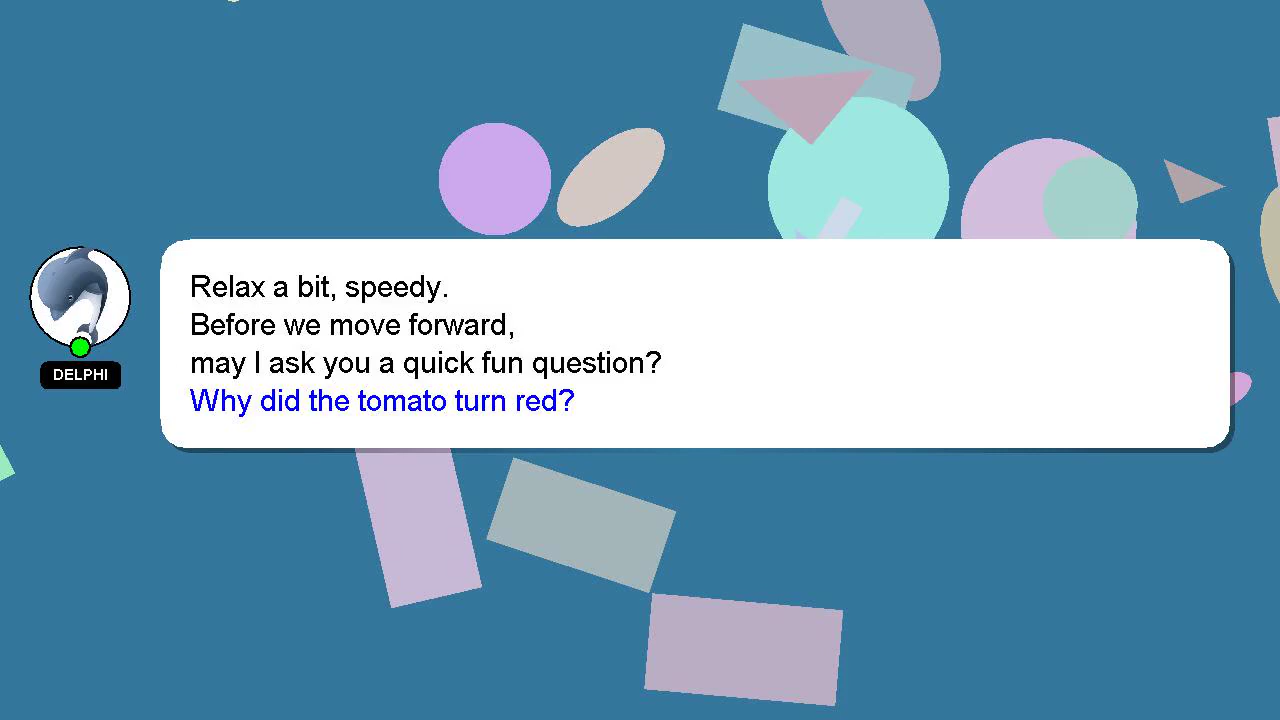 Relax a bit, speedy.
Before we move forward,
may I ask you a quick fun question?
Why did the tomato turn red?
DELPHI